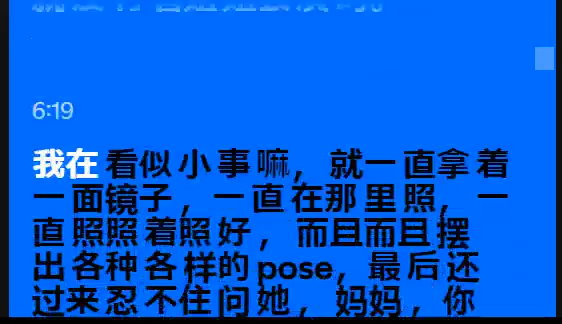 6:19
我在看似小事嘛，就一直拿着
一面镜子，一直在那里照，一
直照照着照好，而且而且摆
出各种各样的pose，最后还
过来忍不住问她，妈妈，你